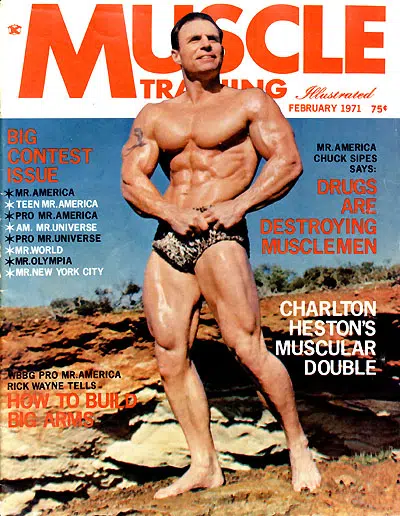 MUSCLE
TRAINING
Illustrated
FEBRUARY 1971 75¢
BIG
CONTEST
ISSUE
*MR.AMERICA
*TEEN MR.AMERICA
*PRO MR.AMERICA
*AM. MR.UNIVERSE
*PRO MR.UNIVERSE
*MR.WORLD
*MR.OLYMPIA
*MR.NEW YORK CITY
MR.AMERICA
CHUCK SIPES
SAYS:
DRUGS
ARE
DESTROYING
MUSCLEMEN
CHARLTON
HESTON'S
MUSCULAR
DOUBLE
WBBG PRO MR.AMERICA
RICK WAYNE TELLS
HOW TO BUILD
BIG ARMS